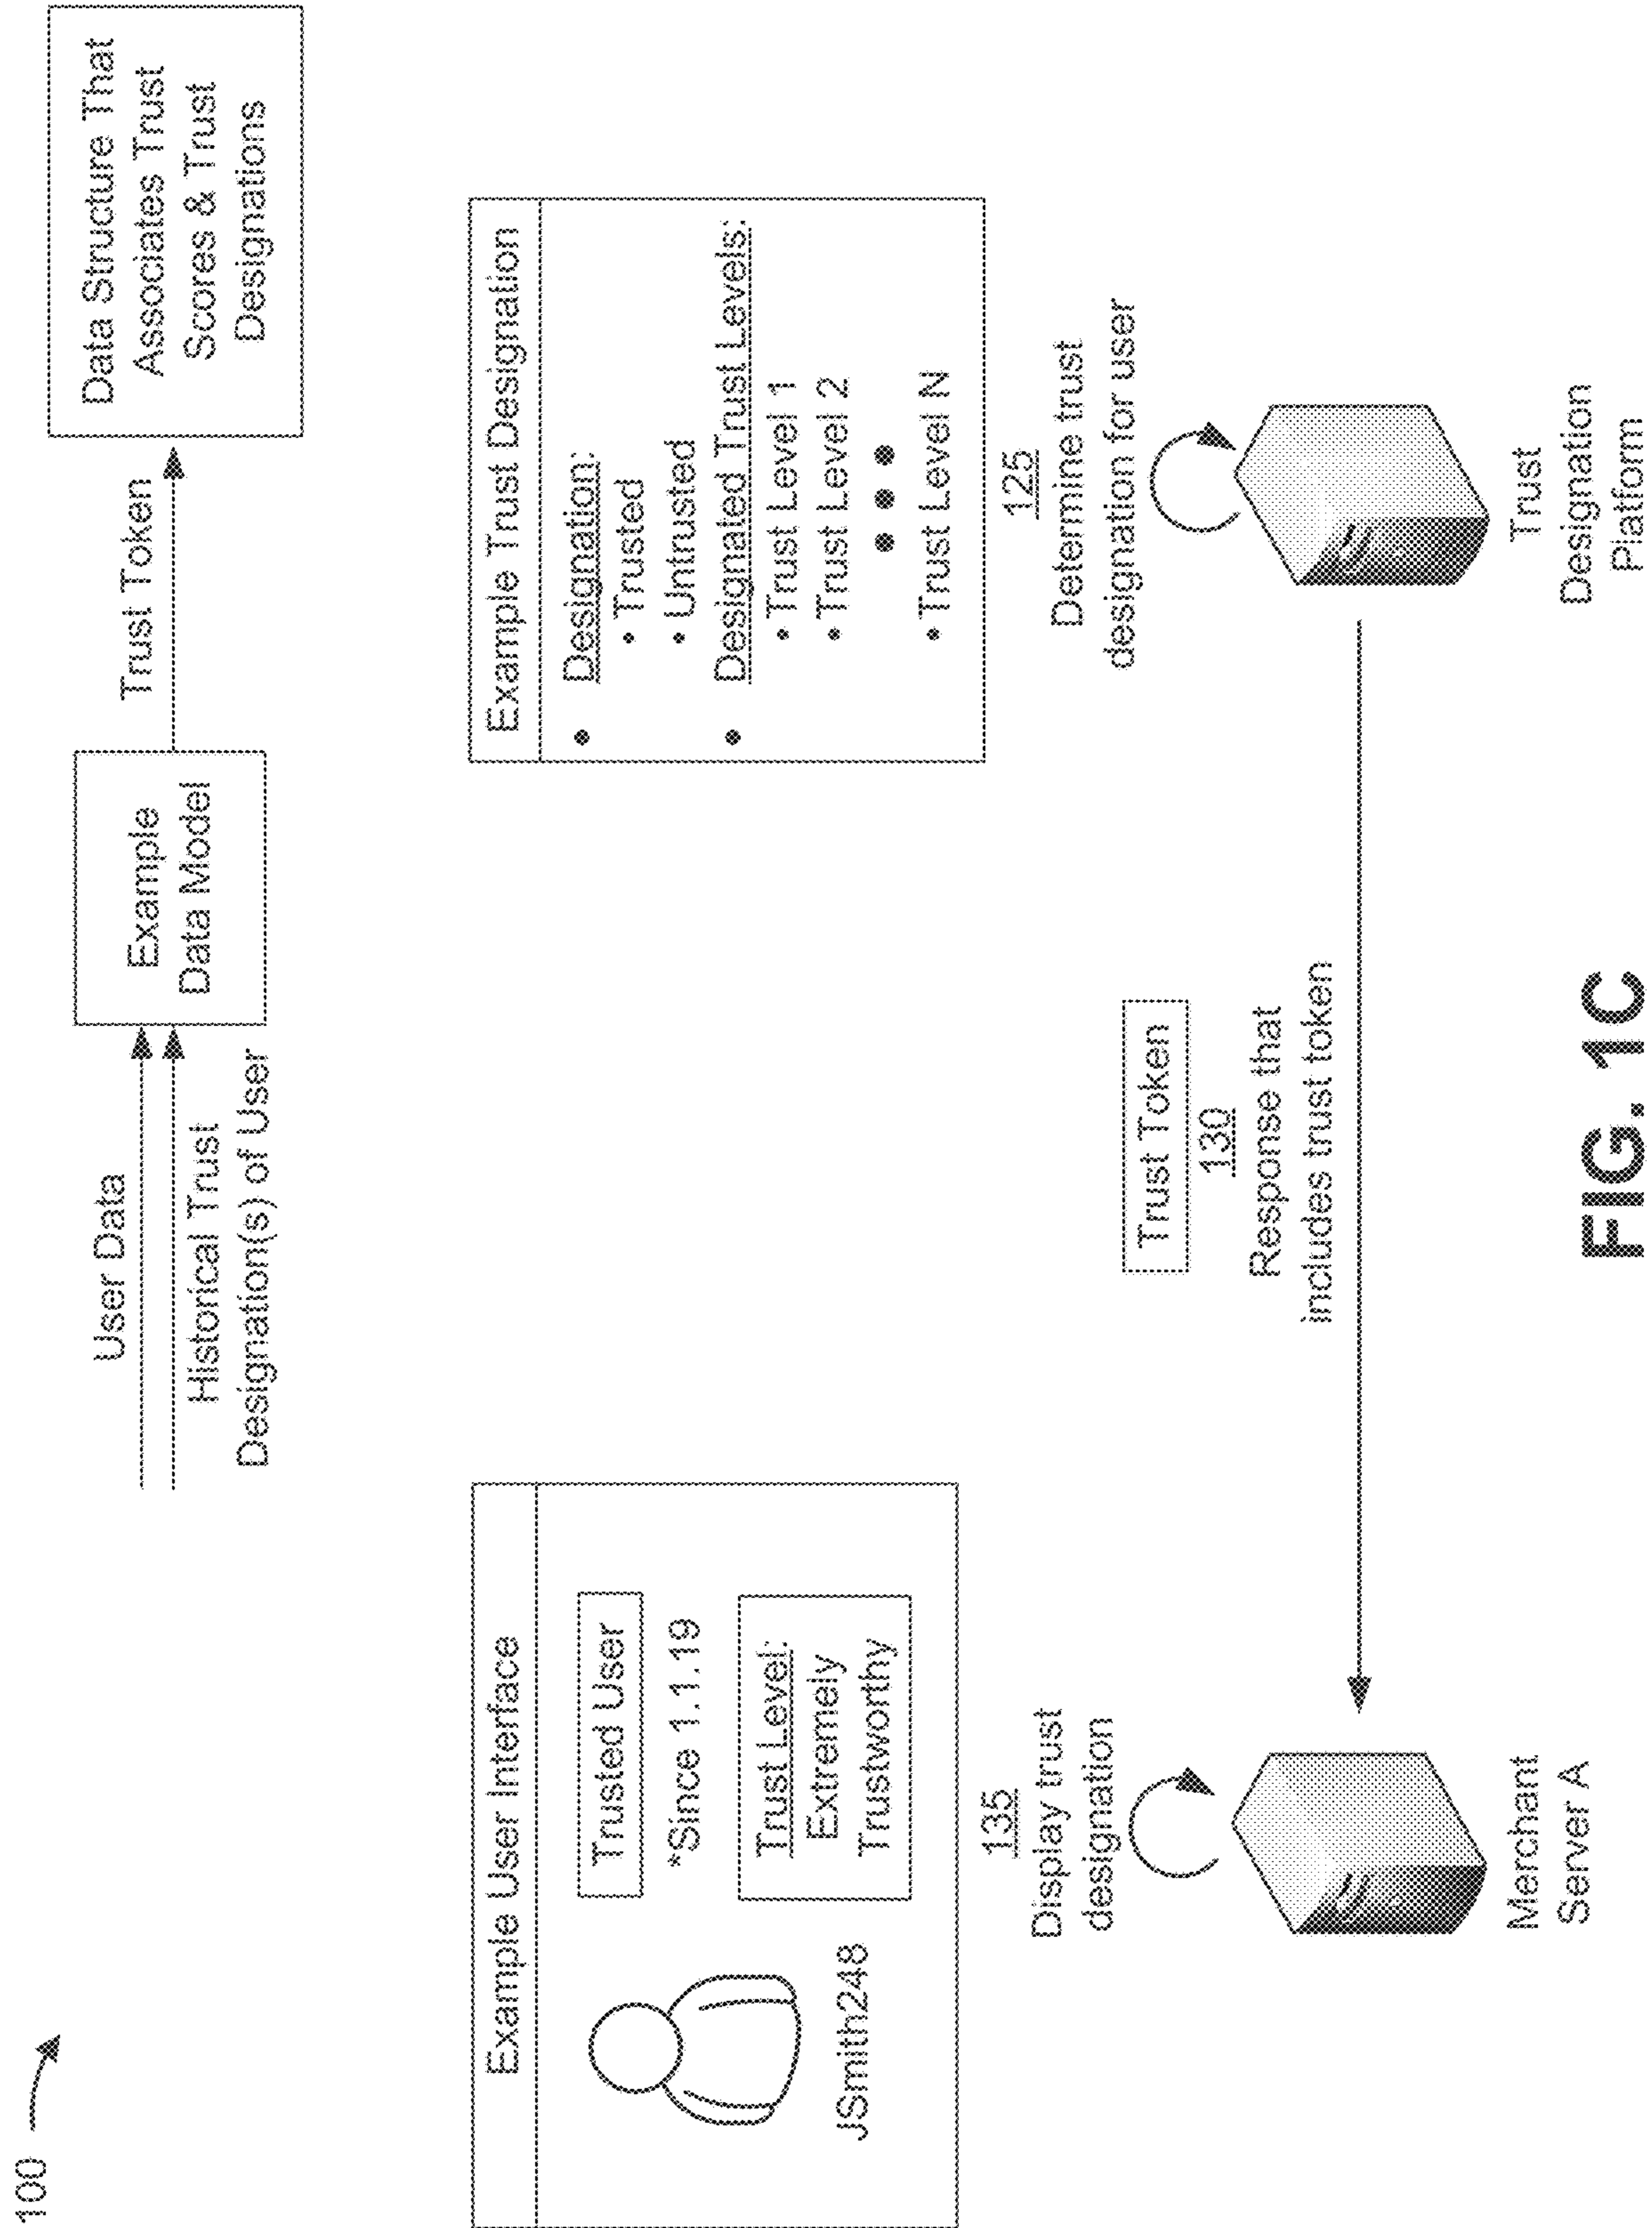 100
User Data
Historical Trust
Designation(s) of User
Example
Data Model
Trust Token
Data Structure That
Associates Trust
Scores & Trust
Designations
Example User Interface
JSmith248
Trusted User
*Since 1.1.19
Trust Level:
Extremely
Trustworthy
135
Display trust
designation
Merchant
Server A
Trust Token
130
Response that
includes trust token
Example Trust Designation
• Designation:
• Trusted
• Untrusted
• Designated Trust Levels:
• Trust Level 1
• Trust Level 2
• • •
• Trust Level N
125
Determine trust
designation for user
Trust
Designation
Platform
FIG. 1C